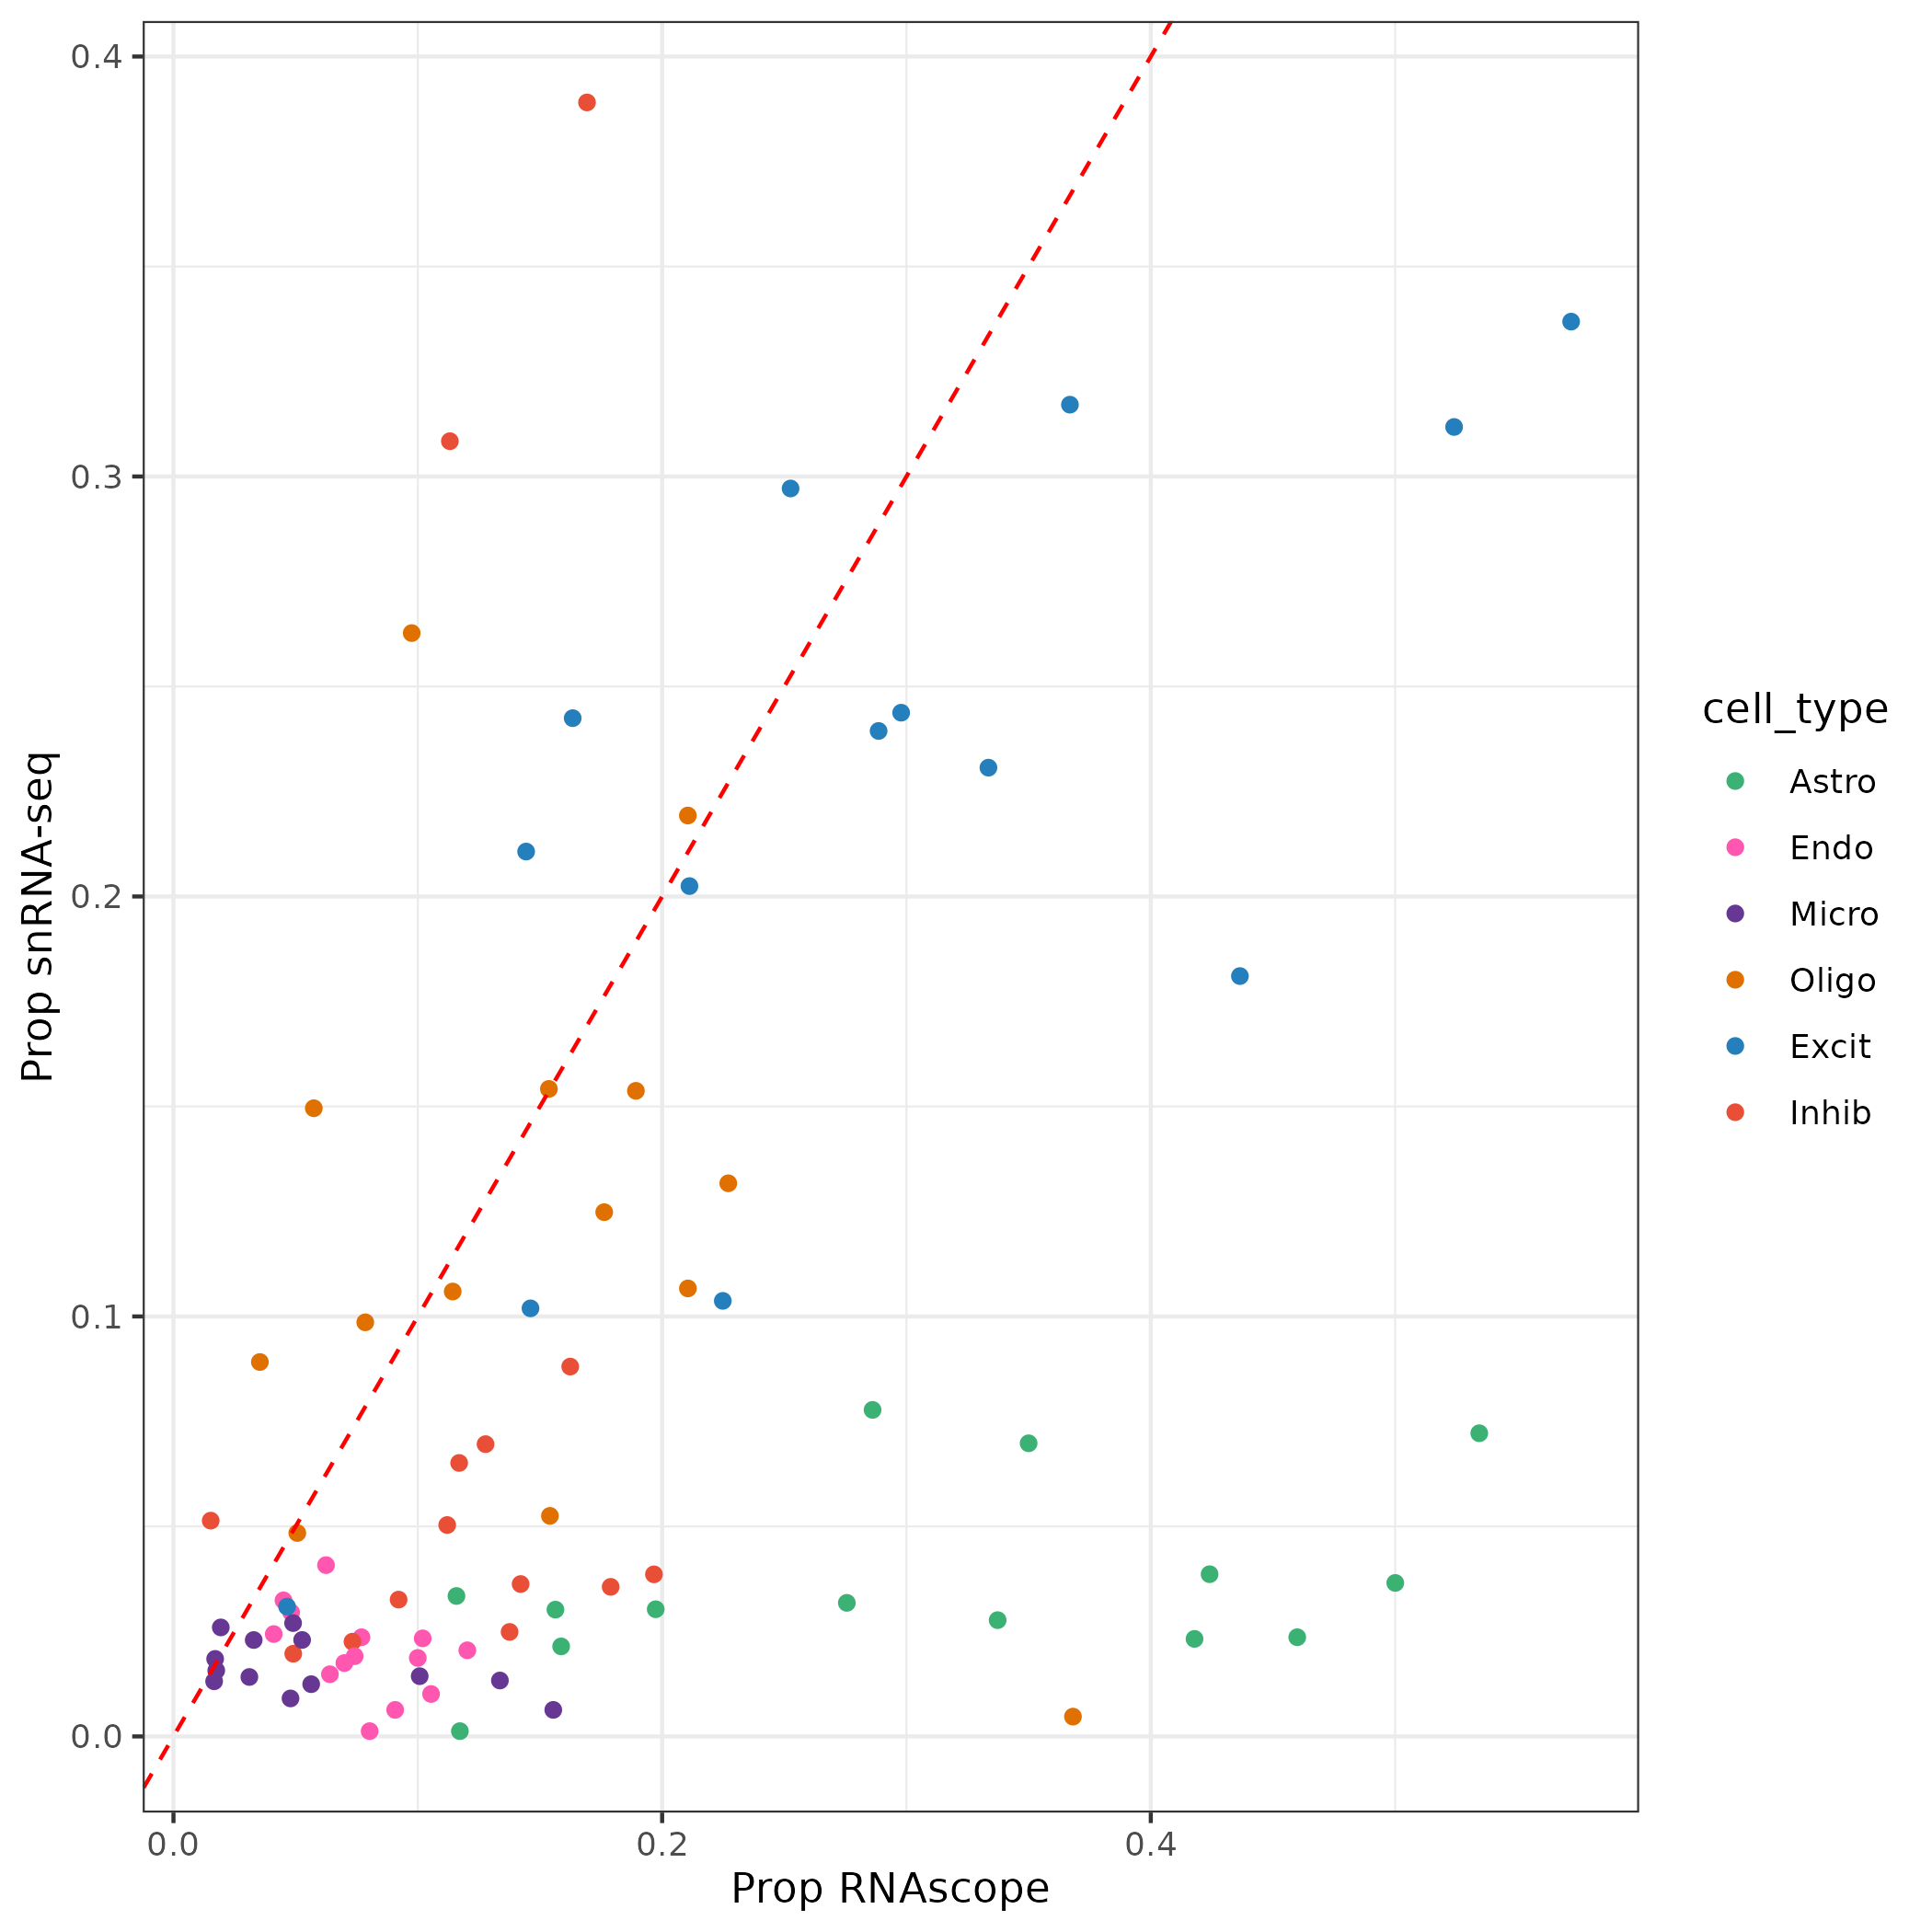 0.4
0.3
0.2
0.1
0.0
Prop snRNA-seq
0.0 0.2 0.4
Prop RNAscope
cell_type
Astro
Endo
Micro
Oligo
Excit
Inhib